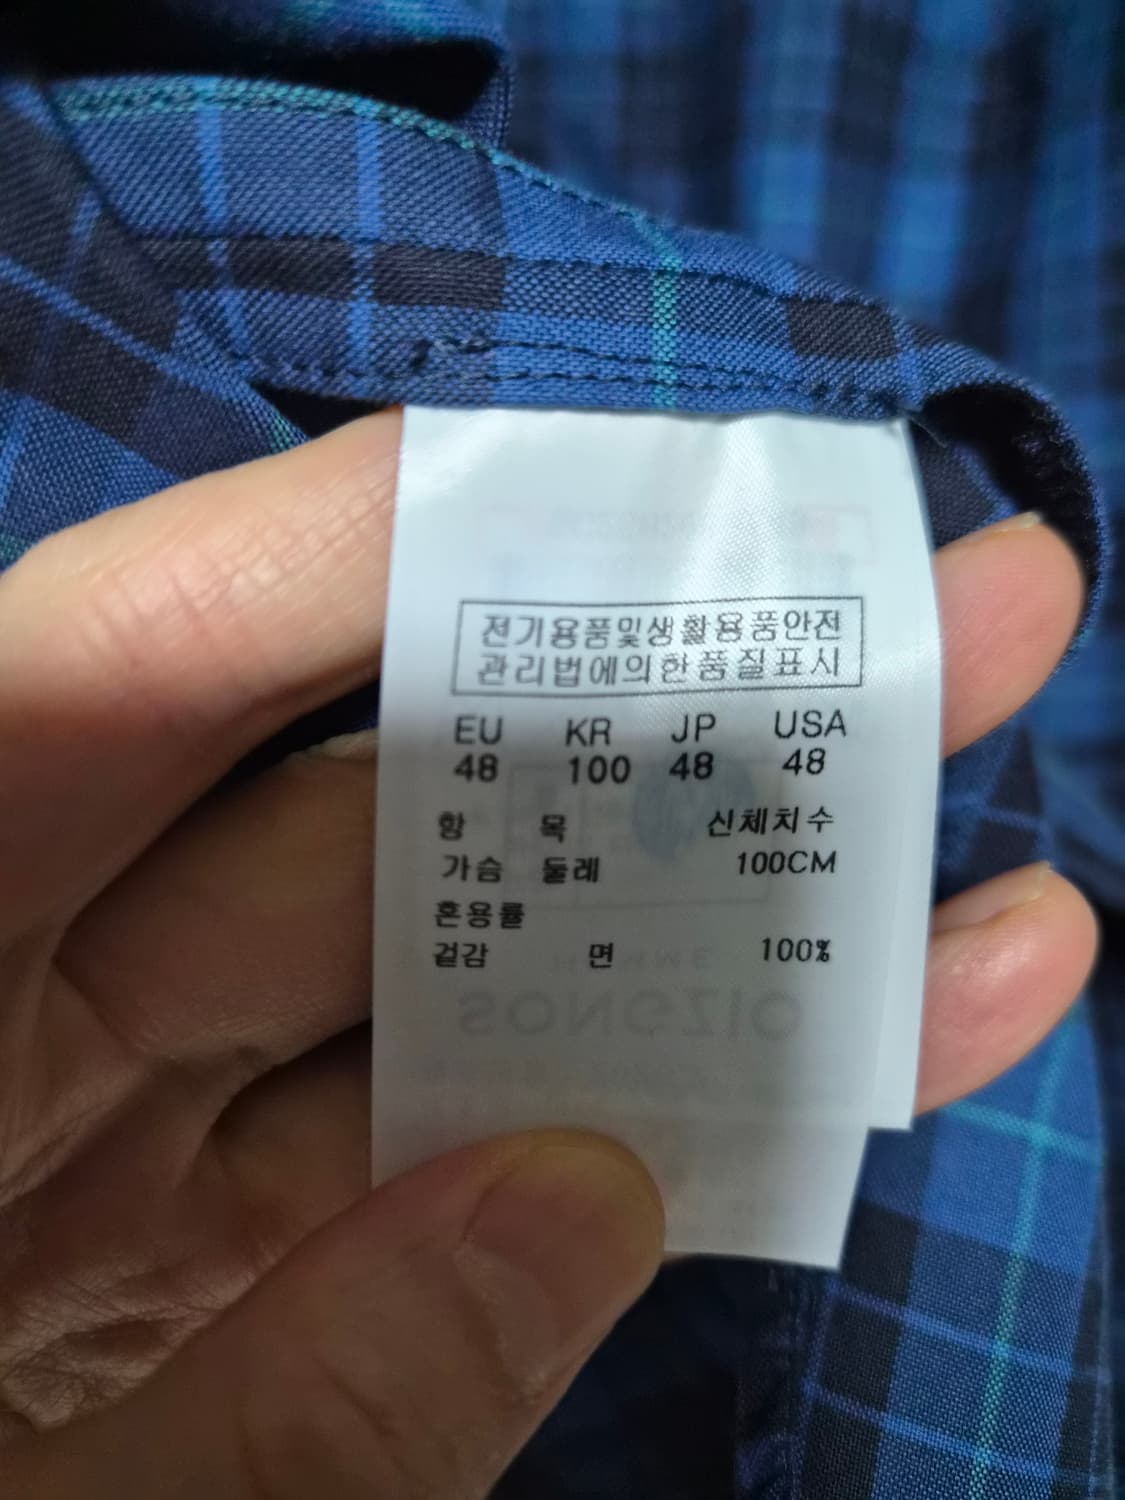 전기용품및생활용품안전
관리법에의한품질표시
EU KR JP USA
48 100 48 48
항 목 신체치수
가슴 둘레 100CM
혼용률
겉감 면 100%
SONGZIO